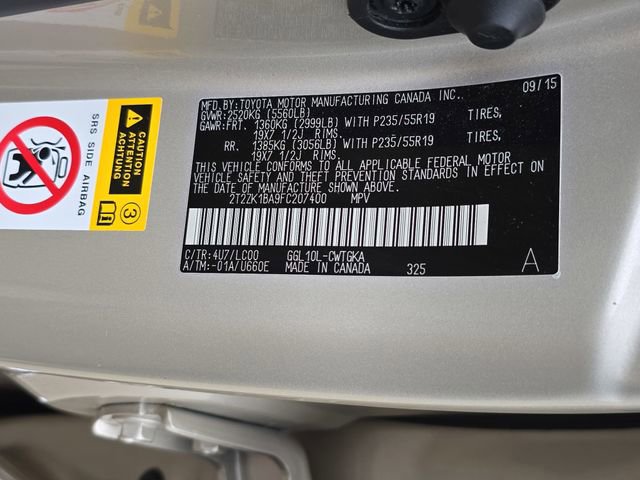 MFD.BY:TOYOTA MOTOR MANUFACTURING CANADA INC. 09/15
GVWR:2520KG (5560LB)
GAWR:FRT. 1360KG (2999LB) WITH P235/55R19 TIRES,
19X7 1/2J RIMS.
RR. 1385KG (3056LB) WITH P235/55R19 TIRES,
19X7 1/2J RIMS.
THIS VEHICLE CONFORMS TO ALL APPLICABLE FEDERAL MOTOR
VEHICLE SAFETY AND THEFT PREVENTION STANDARDS IN EFFECT ON
THE DATE OF MANUFACTURE SHOWN ABOVE.
2T2ZK1BA9FC207400 MPV
C/TR:4U7/LC00 GGL10L-CWTGKA
A/TM:-01A/U660E MADE IN CANADA 325 A
SRS SIDE AIRBAG
CAUTION
ATTENTION
ACHTUNG
3